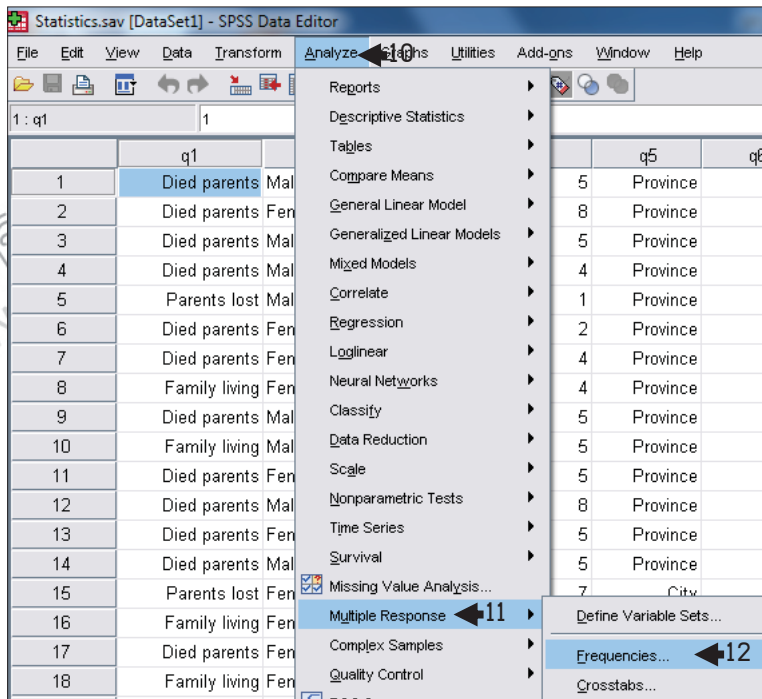 Statistics.sav [DataSet1] - SPSS Data Editor
File Edit View Data Transform Analyze 10 Graphs Utilities Add-ons Window Help
1 : q1 1
q1 q5
1 Died parents Mal 5 Province
2 Died parents Fen 8 Province
3 Died parents Mal 5 Province
4 Died parents Mal 4 Province
5 Parents lost Mal 1 Province
6 Died parents Fen 2 Province
7 Died parents Fen 4 Province
8 Family living Fen 4 Province
9 Died parents Mal 5 Province
10 Family living Mal 5 Province
11 Died parents Fen 5 Province
12 Died parents Mal 8 Province
13 Died parents Fen 5 Province
14 Died parents Mal 5 Province
15 Parents lost Fen 7 City
16 Family living Fen
17 Died parents Fen
18 Family living Fen
Reports
Descriptive Statistics
Tables
Compare Means
General Linear Model
Generalized Linear Models
Mixed Models
Correlate
Regression
Loglinear
Neural Networks
Classify
Data Reduction
Scale
Nonparametric Tests
Time Series
Survival
Missing Value Analysis...
Multiple Response 11
Complex Samples
Quality Control
Define Variable Sets...
Frequencies... 12
Crosstabs...